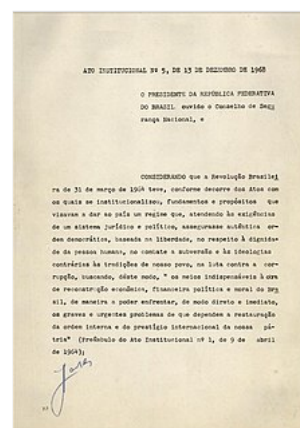 ATO INSTITUCIONAL Nº 5, DE 13 DE DEZEMBRO DE 1968
O PRESIDENTE DA REPÚBLICA FEDERATIVA
DO BRASIL ouvido o Conselho de Segu
rança Nacional, e
CONSIDERANDO que a Revolução Brasilei
ra de 31 de março de 1964 teve, conforme decorre dos Atos com
os quais se institucionalizou, fundamentos e propósitos que
visavam a dar ao país um regime que, atendendo às exigências
de um sistema jurídico e político, assegurasse autêntica or-
dem democrática, baseada na liberdade, no respeito à dignida-
de da pessoa humana, no combate a subversão e às ideologias
contrárias às tradições de nosso povo, na luta contra a cor-
rupção, buscando, dêste modo, " os meios indispensáveis à obra
de reconstrução econômica, financeira política e moral do Bra
sil, de maneira a poder enfrentar, de modo direto e imediato,
os graves e urgentes problemas de que dependem a restauração
da ordem interna e do prestígio internacional da nossa pá-
tria" (Preâmbulo do Ato Institucional nº 1, de 9 de abril
de 1964);